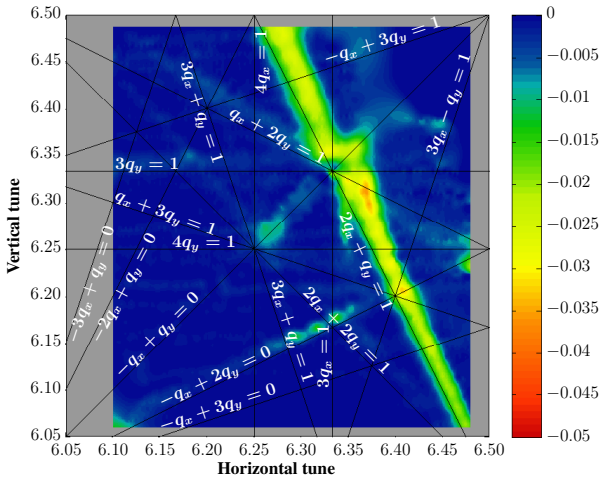 6.50
6.45
6.40
6.35
6.30
6.25
6.20
6.15
6.10
6.05
Vertical tune
6.05
6.10
6.15
6.20
6.25
6.30
6.35
6.40
6.45
6.50
Horizontal tune
3q_x + q_y = 1
4q_x = 1
-q_x + 3q_y = 1
3q_x - q_y = 1
q_x + 2q_y = 1
3q_y = 1
q_x + 3q_y = 1
4q_y = 1
2q_x + q_y = 1
-3q_x + q_y = 0
-2q_x + q_y = 0
-q_x + q_y = 0
3q_x + q_y = 1
2q_x + 2q_y = 1
3q_x = 1
-q_x + 2q_y = 0
-q_x + 3q_y = 0
0
−0.005
−0.01
−0.015
−0.02
−0.025
−0.03
−0.035
−0.04
−0.045
−0.05